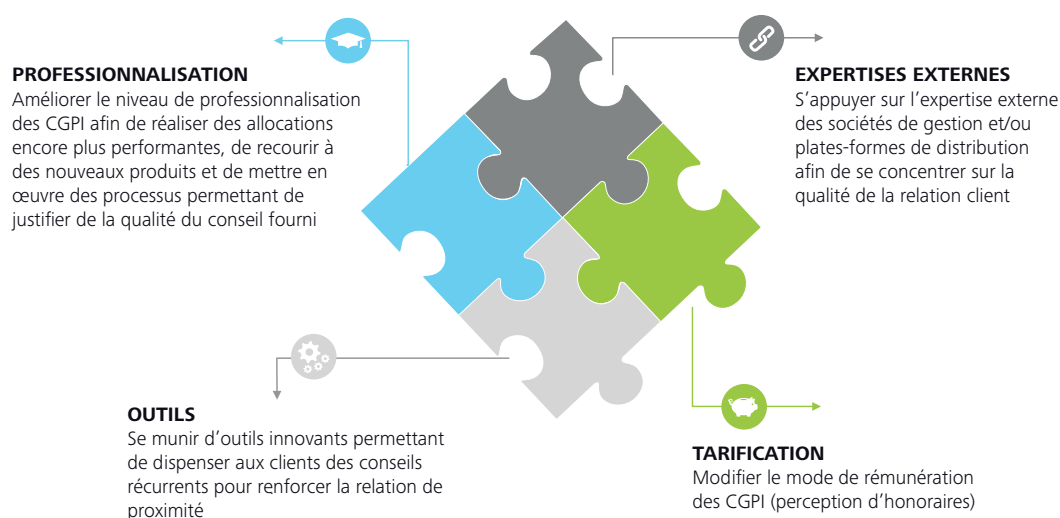 PROFESSIONNALISATION
Améliorer le niveau de professionnalisation
des CGPI afin de réaliser des allocations
encore plus performantes, de recourir à
des nouveaux produits et de mettre en
œuvre des processus permettant de
justifier de la qualité du conseil fourni
EXPERTISES EXTERNES
S’appuyer sur l’expertise externe
des sociétés de gestion et/ou
plates-formes de distribution
afin de se concentrer sur la
qualité de la relation client
OUTILS
Se munir d’outils innovants permettant
de dispenser aux clients des conseils
récurrents pour renforcer la relation de
proximité
TARIFICATION
Modifier le mode de rémunération
des CGPI (perception d’honoraires)